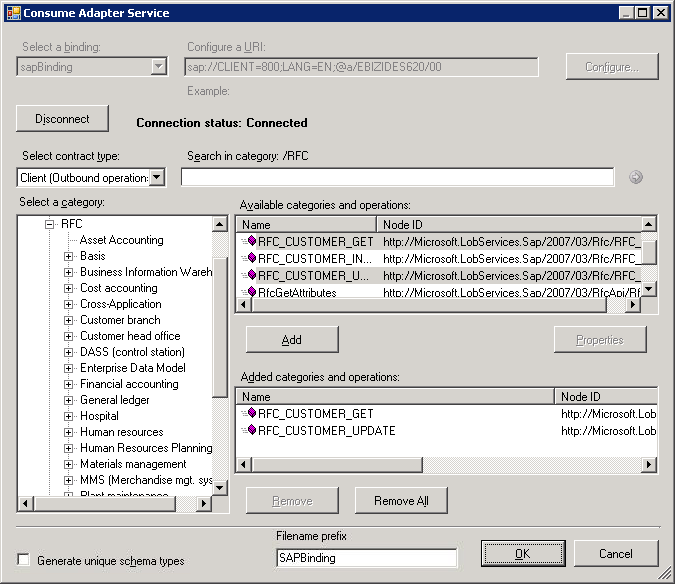 Consume Adapter Service
Select a binding:
Configure a URI:
sapBinding
sap://CLIENT=800;LANG=EN;@a/EBIZIDES620/00
Configure...
Example:
Disconnect
Connection status: Connected
Select contract type:
Search in category: /RFC
Client (Outbound operation:
Select a category:
Available categories and operations:
RFC
Asset Accounting
Basis
Business Information Wareh
Cost accounting
Cross-Application
Customer branch
Customer head office
DASS (control station)
Enterprise Data Model
Financial accounting
General ledger
Hospital
Human resources
Human Resources Planning
Materials management
MMS (Merchandise mgt. sys
Plant maintenance
Name Node ID
RFC_CUSTOMER_GET http://Microsoft.LobServices.Sap/2007/03/Rfc/RFC_
RFC_CUSTOMER_IN... http://Microsoft.LobServices.Sap/2007/03/Rfc/RFC_
RFC_CUSTOMER_U... http://Microsoft.LobServices.Sap/2007/03/Rfc/RFC_
RfcGetAttributes http://Microsoft.LobServices.Sap/2007/03/RfcApi/Rf
Add
Properties
Added categories and operations:
Name Node ID
RFC_CUSTOMER_GET http://Microsoft.Lob
RFC_CUSTOMER_UPDATE http://Microsoft.Lob
Remove
Remove All
Filename prefix
Generate unique schema types
SAPBinding
OK
Cancel